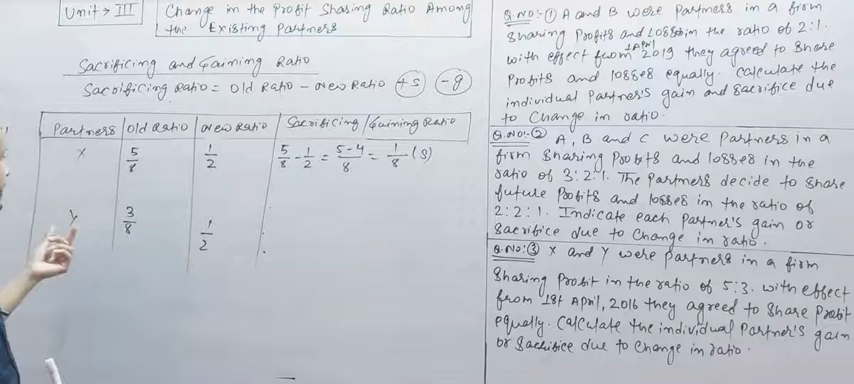 Unit → III
Change in the Profit Sharing Ratio Among
the Existing Partners
Sacrificing and Gaining Ratio
Sacrificing Ratio = Old Ratio - New Ratio +S -g
Partners Old Ratio New Ratio Sacrificing / Gaining Ratio
X 5/8 1/2 5/8 - 1/2 = 5-4/8 = 1/8 (S)
Y 3/8 1/2
Q.No:-① A and B were Partners in a firm
Sharing Profits and Losses in the ratio of 2:1.
with effect from 1 April 2019 they agreed to share
Profits and losses equally. Calculate the
individual Partner's gain and Sacrifice due
to Change in ratio.
Q.No:-② A, B and C were Partners in a
firm Sharing Profits and losses in the
ratio of 3:2:1. The Partners decide to Share
future Profits and losses in the ratio of
2:2:1. Indicate each Partner's gain or
Sacrifice due to Change in ratio.
Q.No:③ X and Y were Partners in a firm
Sharing Profit in the ratio of 5:3. with effect
from 1st April, 2016 they agreed to Share Profit
equally. Calculate the individual Partner's gain
or Sacrifice due to Change in ratio.